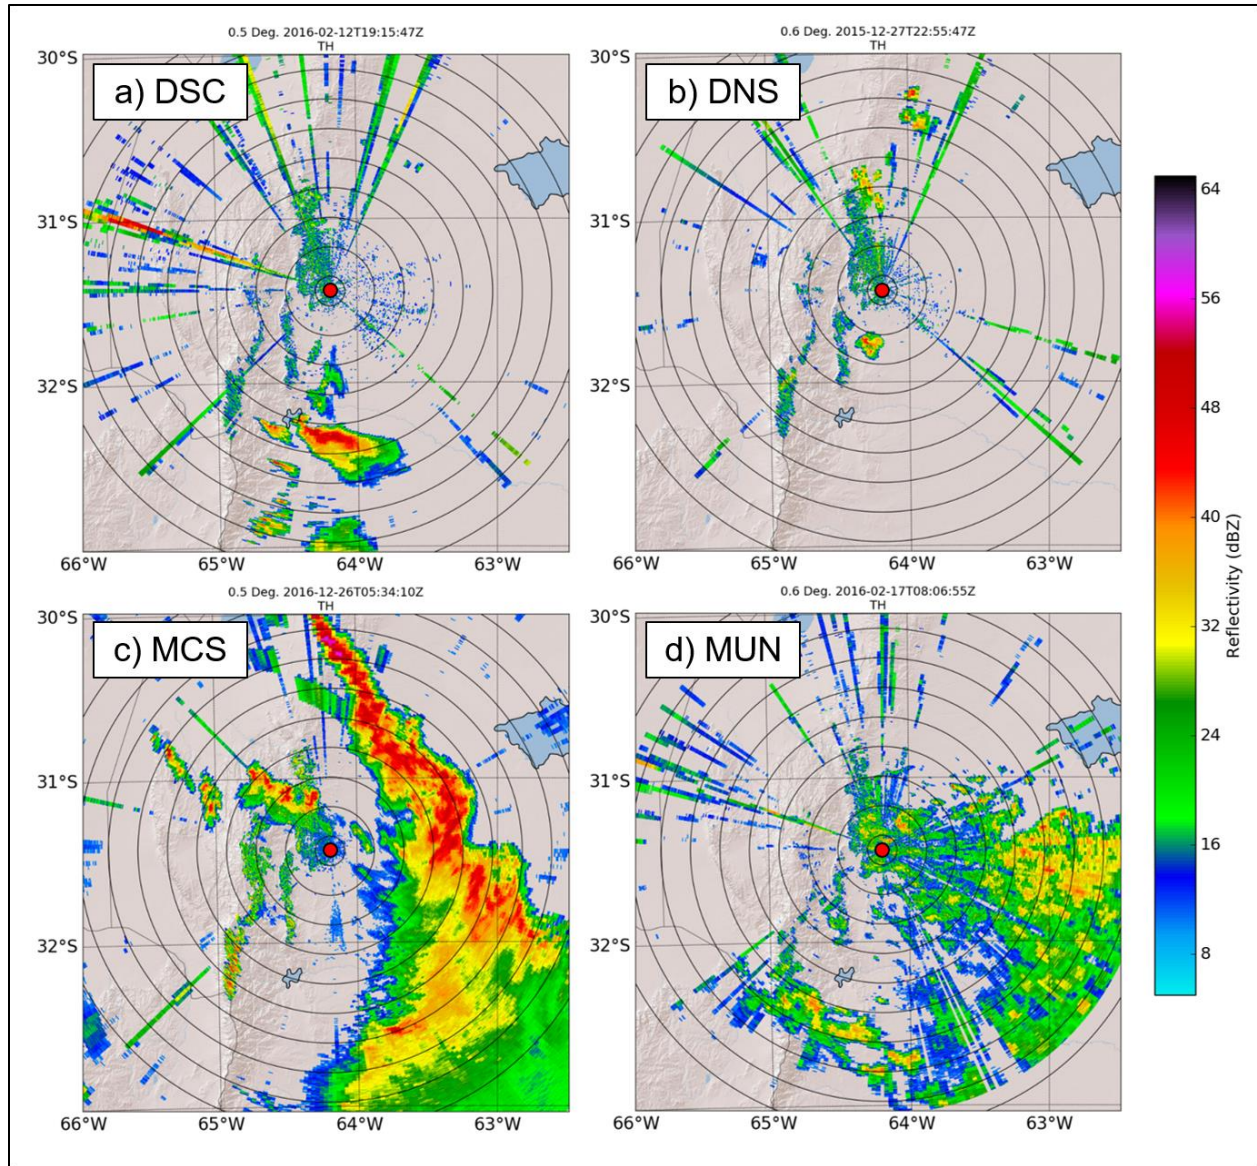 0.5 Deg. 2016-02-12T19:15:47Z
TH
30°S
a) DSC
31°S
32°S
66°W 65°W 64°W 63°W
0.6 Deg. 2015-12-27T22:55:47Z
TH
30°S
b) DNS
31°S
32°S
66°W 65°W 64°W 63°W
0.5 Deg. 2016-12-26T05:34:10Z
TH
30°S
c) MCS
31°S
32°S
66°W 65°W 64°W 63°W
0.6 Deg. 2016-02-17T08:06:55Z
TH
30°S
d) MUN
31°S
32°S
66°W 65°W 64°W 63°W
64
56
48
40
32
24
16
8
Reflectivity (dBZ)